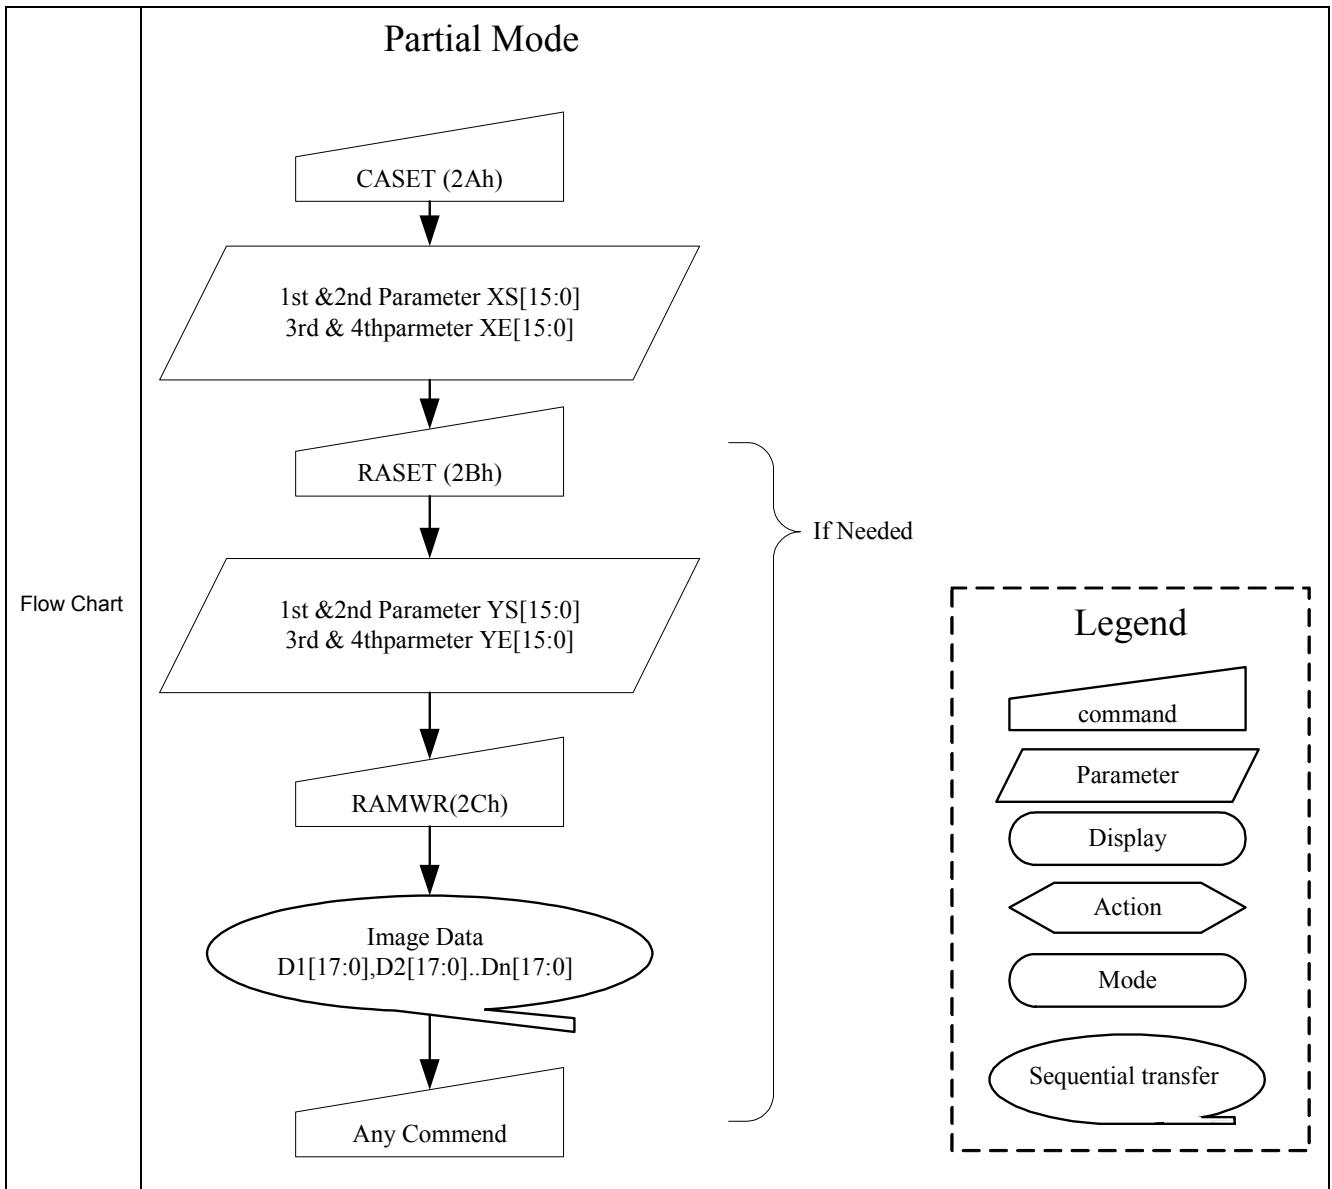 Partial Mode
CASET (2Ah)
1st &2nd Parameter XS[15:0]
3rd & 4thparmeter XE[15:0]
RASET (2Bh)
If Needed
Flow Chart
1st &2nd Parameter YS[15:0]
3rd & 4thparmeter YE[15:0]
RAMWR(2Ch)
Image Data
D1[17:0],D2[17:0]..Dn[17:0]
Any Commend
Legend
command
Parameter
Display
Action
Mode
Sequential transfer